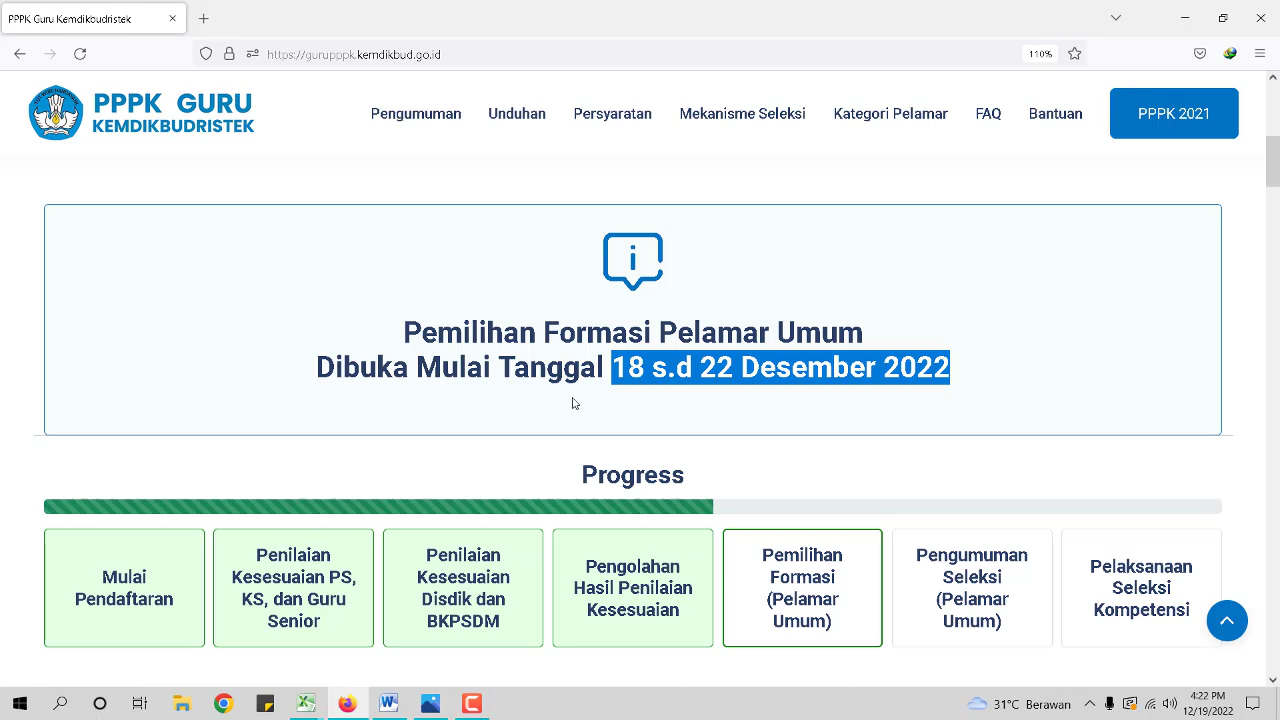 PPPK Guru Kemdikbudristek
https://gurupppk.kemdikbud.go.id
110%
PPPK GURU
KEMDIKBUDRISTEK
Pengumuman
Unduhan
Persyaratan
Mekanisme Seleksi
Kategori Pelamar
FAQ
Bantuan
PPPK 2021
Pemilihan Formasi Pelamar Umum
Dibuka Mulai Tanggal 18 s.d 22 Desember 2022
Progress
Mulai
Pendaftaran
Penilaian
Kesesuaian PS,
KS, dan Guru
Senior
Penilaian
Kesesuaian
Disdik dan
BKPSDM
Pengolahan
Hasil Penilaian
Kesesuaian
Pemilihan
Formasi
(Pelamar
Umum)
Pengumuman
Seleksi
(Pelamar
Umum)
Pelaksanaan
Seleksi
Kompetensi
31°C Berawan
4:22 PM
12/19/2022